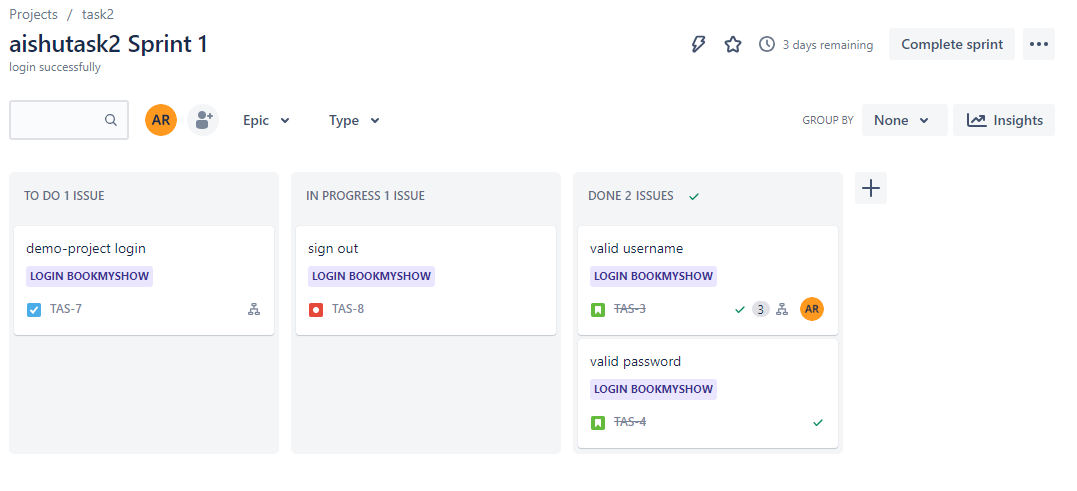 Projects / task2
aishutask2 Sprint 1
login successfully
3 days remaining
Complete sprint
AR
Epic
Type
GROUP BY
None
Insights
TO DO 1 ISSUE
demo-project login
LOGIN BOOKMYSHOW
TAS-7
IN PROGRESS 1 ISSUE
sign out
LOGIN BOOKMYSHOW
TAS-8
DONE 2 ISSUES
valid username
LOGIN BOOKMYSHOW
TAS-3
3
AR
valid password
LOGIN BOOKMYSHOW
TAS-4